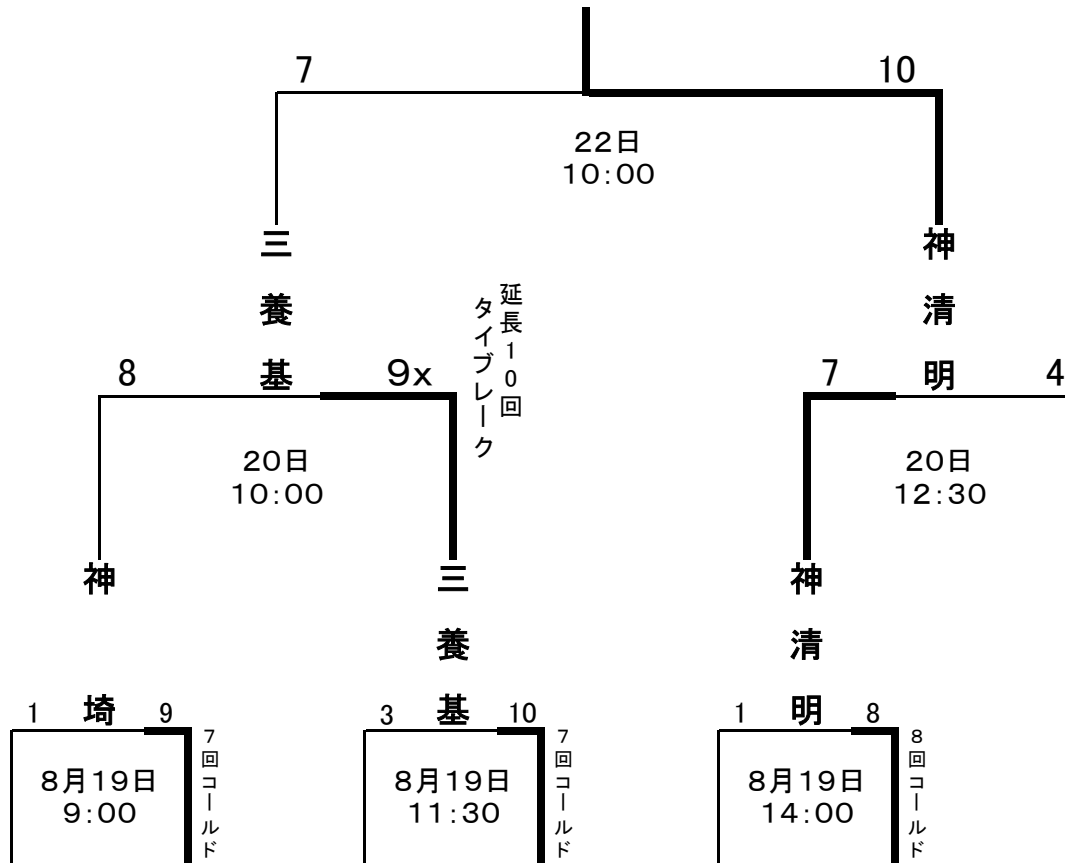 7
10
22日
10:00
三養基
神清明
延長10回
タイブレーク
8
9x
7
4
20日
10:00
20日
12:30
神埼
三養基
神清明
1
9
7回コールド
3
10
7回コールド
1
8
8回コールド
8月19日
9:00
8月19日
11:30
8月19日
14:00